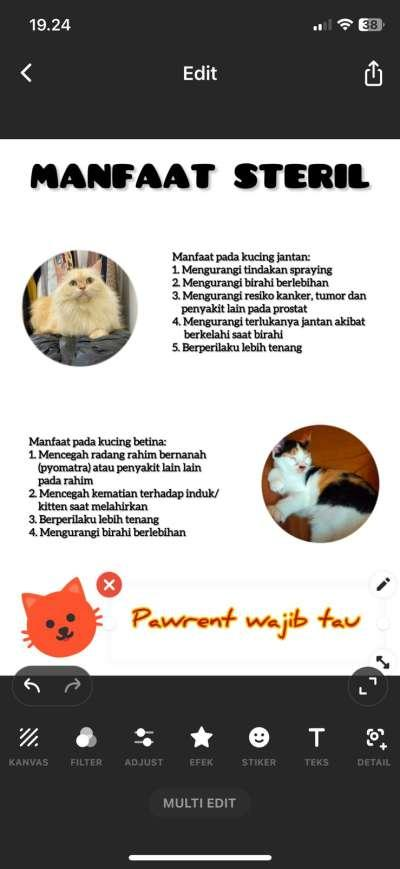 19.24
38
Edit
MANFAAT STERIL
Manfaat pada kucing jantan:
1. Mengurangi tindakan spraying
2. Mengurangi birahi berlebihan
3. Mengurangi resiko kanker, tumor dan
penyakit lain pada prostat
4. Mengurangi terlukanya jantan akibat
berkelahi saat birahi
5. Berperilaku lebih tenang
Manfaat pada kucing betina:
1. Mencegah radang rahim bernanah
(pyomatra) atau penyakit lain lain
pada rahim
2. Mencegah kematian terhadap induk/
kitten saat melahirkan
3. Berperilaku lebih tenang
4. Mengurangi birahi berlebihan
Pawrent wajib tau
KANVAS FILTER ADJUST EFEK STIKER TEKS DETAIL
MULTI EDIT